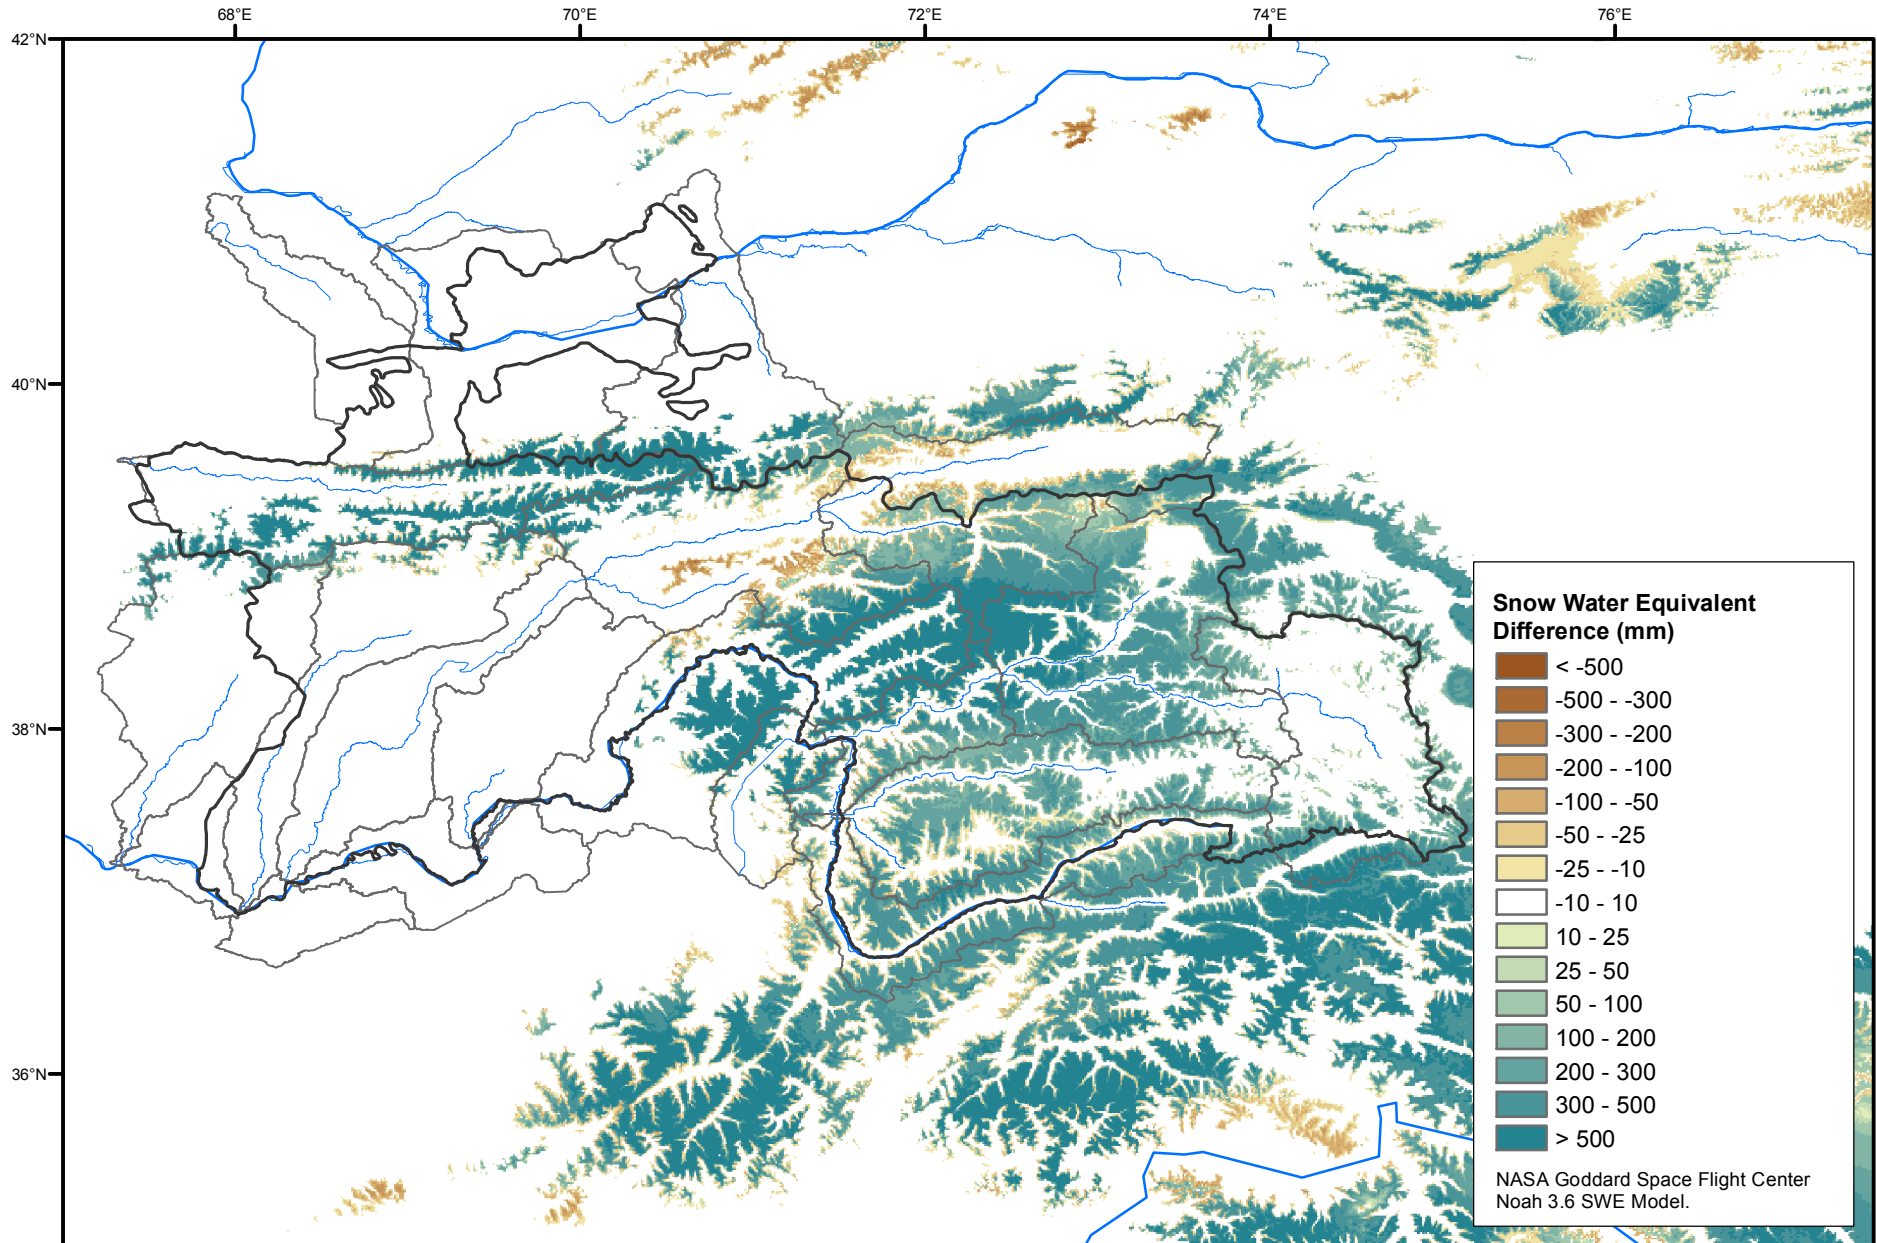 68°E 70°E 72°E 74°E 76°E
42°N
40°N
38°N
36°N
Snow Water Equivalent
Difference (mm)
< -500
-500 - -300
-300 - -200
-200 - -100
-100 - -50
-50 - -25
-25 - -10
-10 - 10
10 - 25
25 - 50
50 - 100
100 - 200
200 - 300
300 - 500
> 500
NASA Goddard Space Flight Center
Noah 3.6 SWE Model.